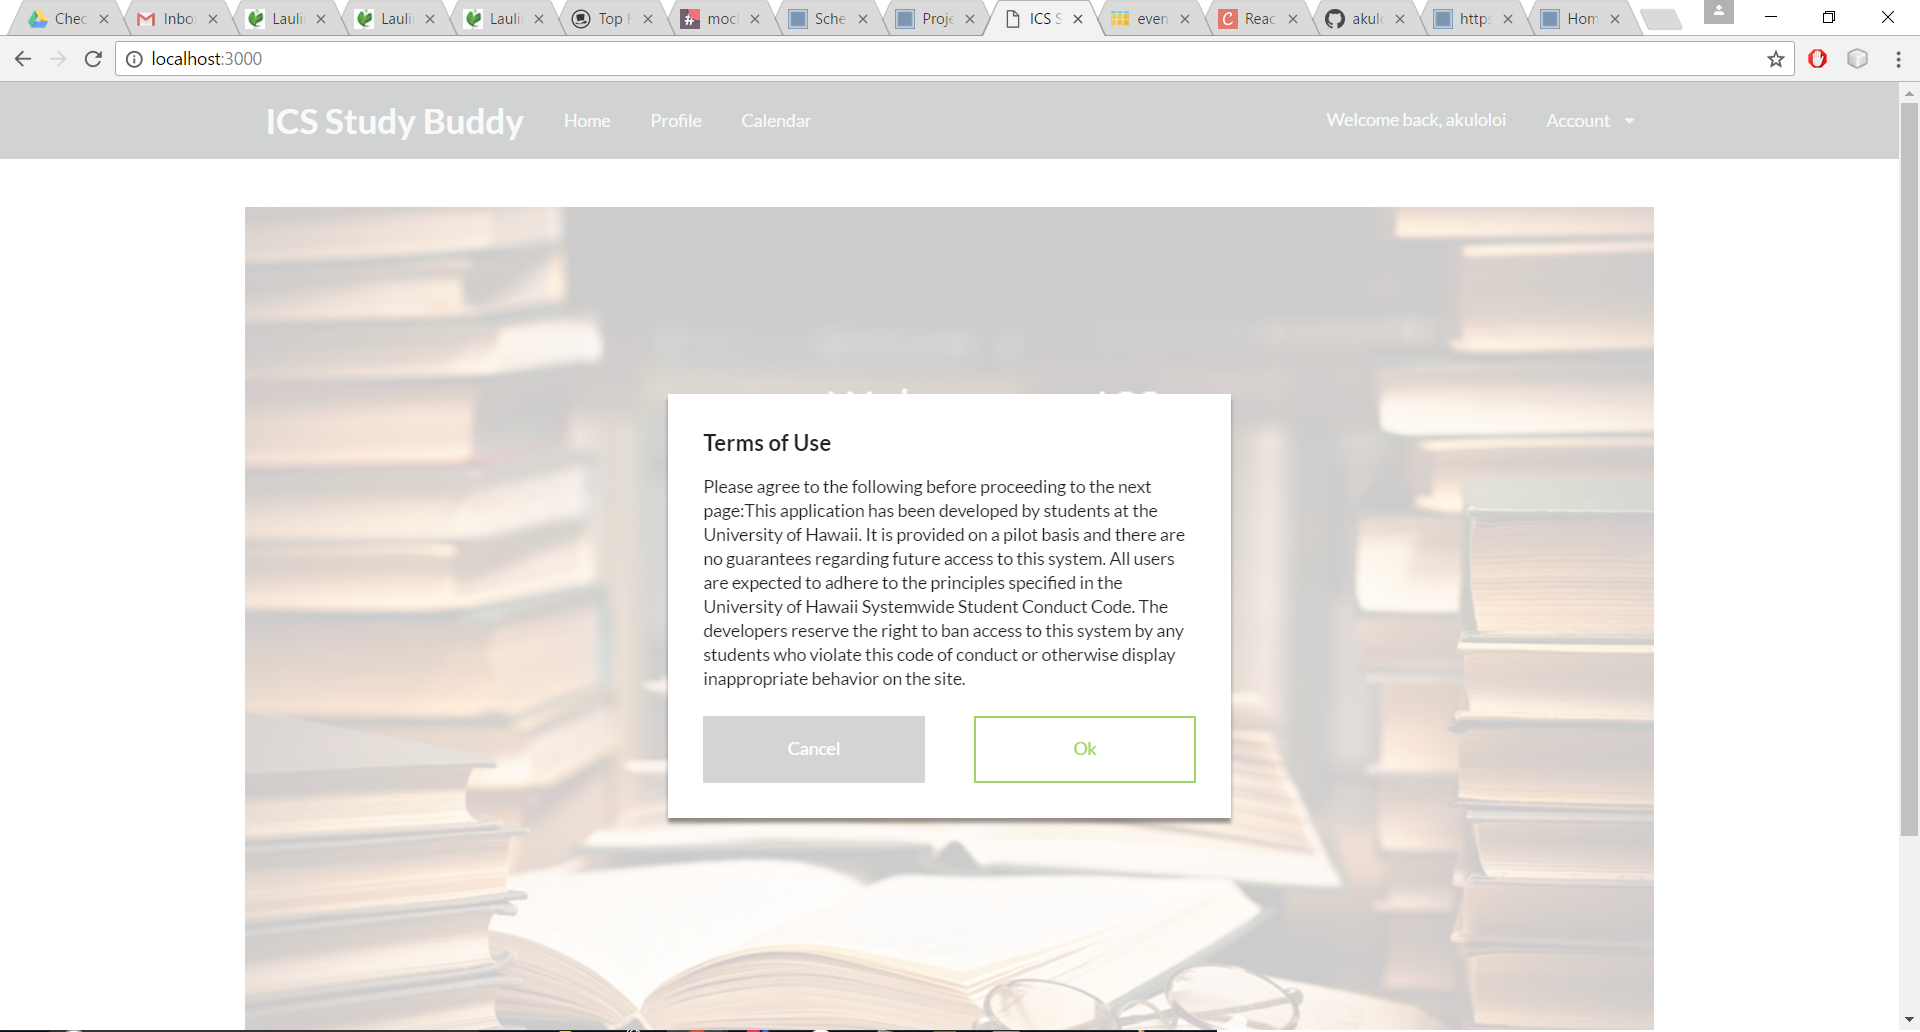 Chec
Inbo
Laulii
Laulii
Laulii
Top
moc
Sche
Proje
ICS S
even
Reac
akulo
https
Hom
localhost:3000
ICS Study Buddy
Home
Profile
Calendar
Welcome back, akuloloi
Account
Terms of Use
Please agree to the following before proceeding to the next
page:This application has been developed by students at the
University of Hawaii. It is provided on a pilot basis and there are
no guarantees regarding future access to this system. All users
are expected to adhere to the principles specified in the
University of Hawaii Systemwide Student Conduct Code. The
developers reserve the right to ban access to this system by any
students who violate this code of conduct or otherwise display
inappropriate behavior on the site.
Cancel
Ok